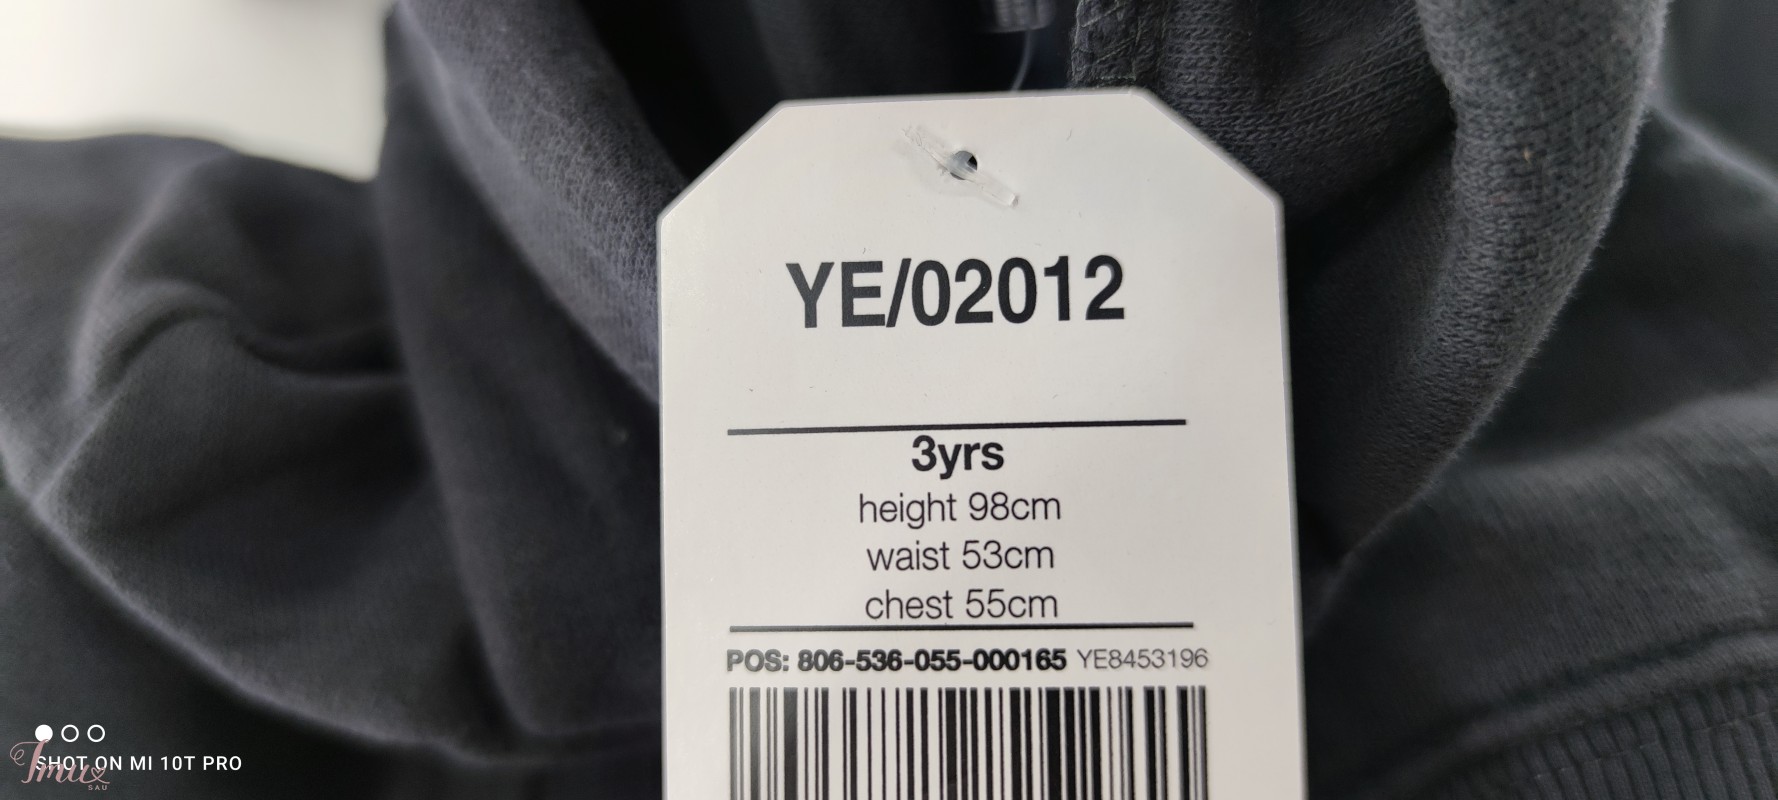 YE/02012
3yrs
height 98cm
waist 53cm
chest 55cm
POS: 806-536-055-000165 YE8453196
SHOT ON MI 10T PRO
SAU